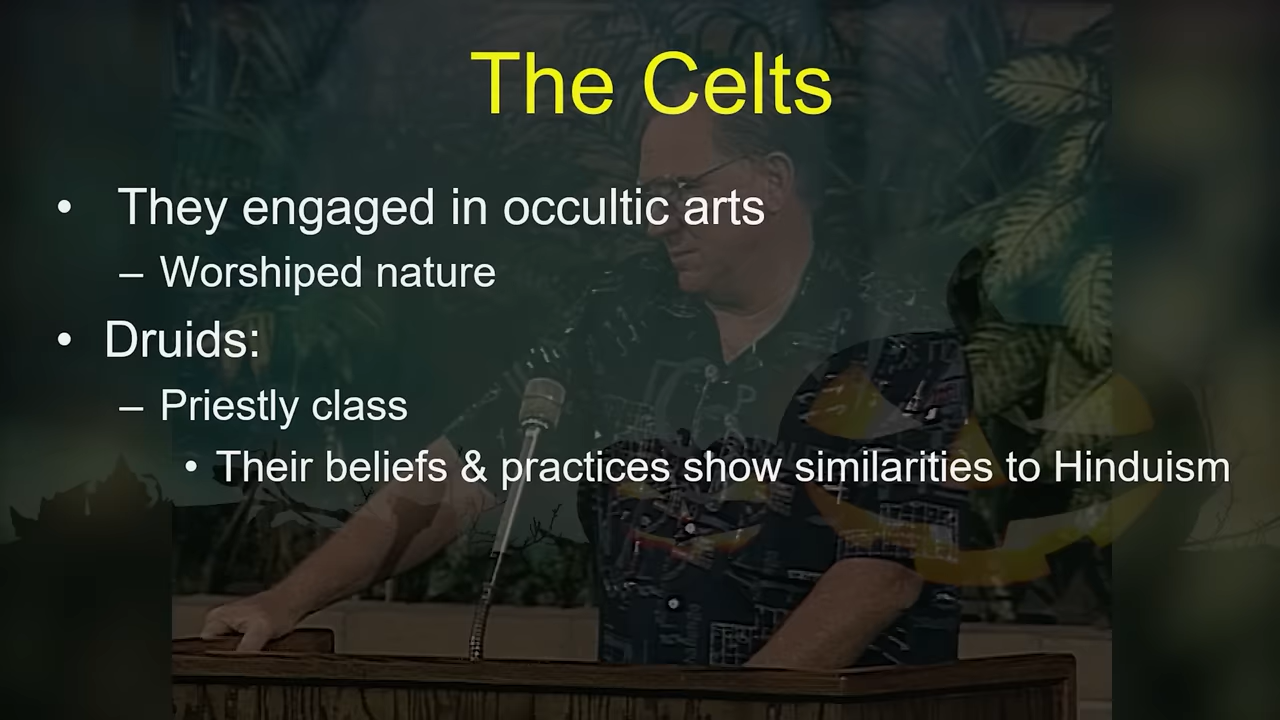 The Celts
• They engaged in occultic arts
– Worshiped nature
• Druids:
– Priestly class
• Their beliefs & practices show similarities to Hinduism